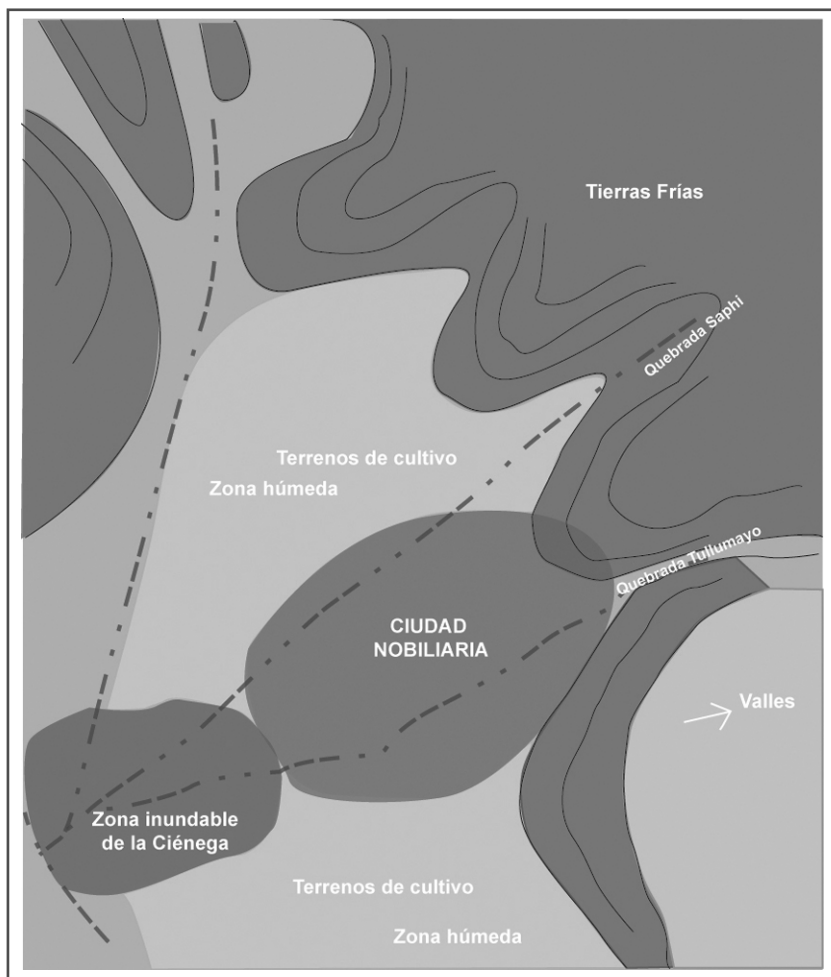 Tierras Frías
Quebrada Saphi
Terrenos de cultivo
Zona húmeda
Quebrada Tullumayo
CIUDAD
NOBILIARIA
Valles
Zona inundable
de la Ciénega
Terrenos de cultivo
Zona húmeda